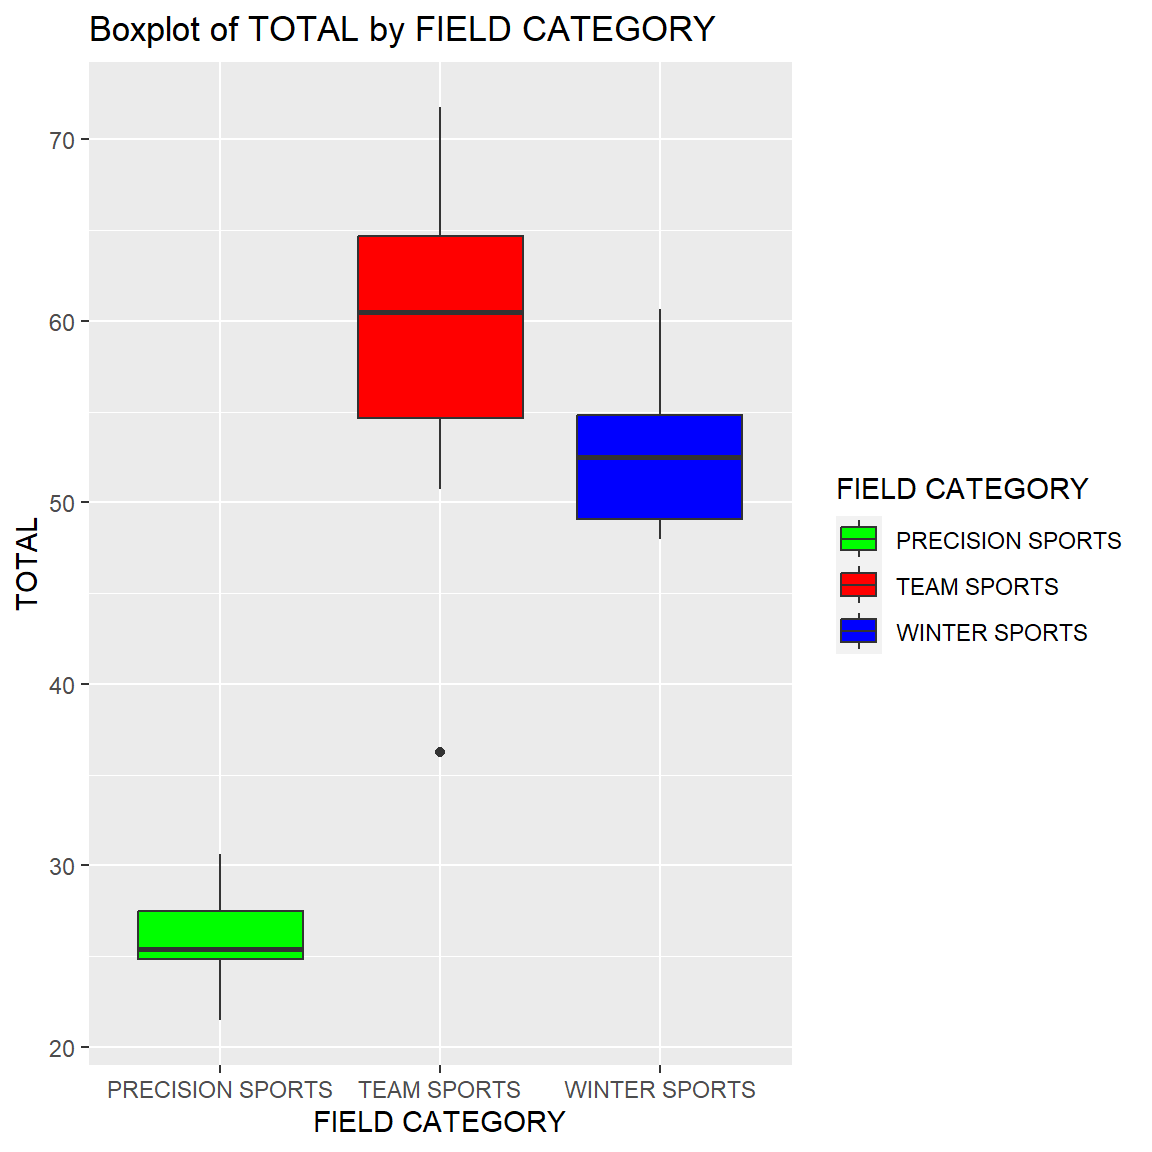 Boxplot of TOTAL by FIELD CATEGORY
70
60
50
40
30
20
TOTAL
PRECISION SPORTS
TEAM SPORTS
WINTER SPORTS
FIELD CATEGORY
FIELD CATEGORY
PRECISION SPORTS
TEAM SPORTS
WINTER SPORTS